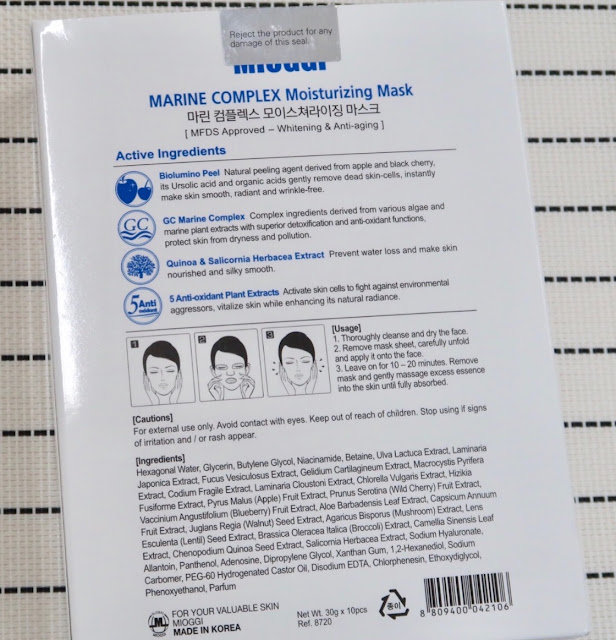 Reject the product for any
damage of this seal.
MARINE COMPLEX Moisturizing Mask
마린 컴플렉스 모이스쳐라이징 마스크
[ MFDS Approved – Whitening & Anti-aging ]
Active Ingredients
Biolumino Peel Natural peeling agent derived from apple and black cherry,
its Ursolic and organic acids gently remove dead skin-cells, instantly
make skin smooth, radiant and wrinkle-free.
GC
GC Marine Complex Complex ingredients derived from various algae and
marine plant extracts with superior detoxification and anti-oxidant functions,
protect skin from dryness and pollution.
Quinoa & Salicornia Herbacea Extract Prevent water loss and make skin
nourished and silky smooth.
5 Anti
oxidant
5 Anti-oxidant Plant Extracts Activate skin cells to fight against environmental
aggressors, vitalize skin while enhancing its natural radiance.
1
2
3
[Usage]
1. Thoroughly cleanse and dry the face.
2. Remove mask sheet, carefully unfold
and apply it onto the face.
3. Leave on for 10 – 20 minutes. Remove
mask and gently massage excess essence
into the skin until fully absorbed.
[Cautions]
For external use only. Avoid contact with eyes. Keep out of reach of children. Stop using if signs
of irritation and / or rash appear.
[Ingredients]
Hexagonal Water, Glycerin, Butylene Glycol, Niacinamide, Betaine, Ulva Lactuca Extract, Laminaria
Japonica Extract, Fucus Vesiculosus Extract, Gelidium Cartilagineum Extract, Macrocystis Pyrifera
Extract, Codium Fragile Extract, Laminaria Cloustoni Extract, Chlorella Vulgaris Extract, Hizikia
Fusiforme Extract, Pyrus Malus (Apple) Fruit Extract, Prunus Serotina (Wild Cherry) Fruit Extract,
Vaccinium Angustifolium (Blueberry) Fruit Extract, Aloe Barbadensis Leaf Extract, Capsicum Annuum
Fruit Extract, Juglans Regia (Walnut) Seed Extract, Agaricus Bisporus (Mushroom) Extract, Lens
Esculenta (Lentil) Seed Extract, Brassica Oleracea Italica (Broccoli) Extract, Camellia Sinensis Leaf
Extract, Chenopodium Quinoa Seed Extract, Salicornia Herbacea Extract, Sodium Hyaluronate,
Allantoin, Panthenol, Adenosine, Dipropylene Glycol, Xanthan Gum, 1,2-Hexanediol, Sodium
Carbomer, PEG-60 Hydrogenated Castor Oil, Disodium EDTA, Chlorphenesin, Ethoxydiglycol,
Phenoxyethanol, Parfum
FOR YOUR VALUABLE SKIN
MIOGGI
MADE IN KOREA
Net Wt. 30g x 10pcs
Ref. 8720
종이
8 809400 042106